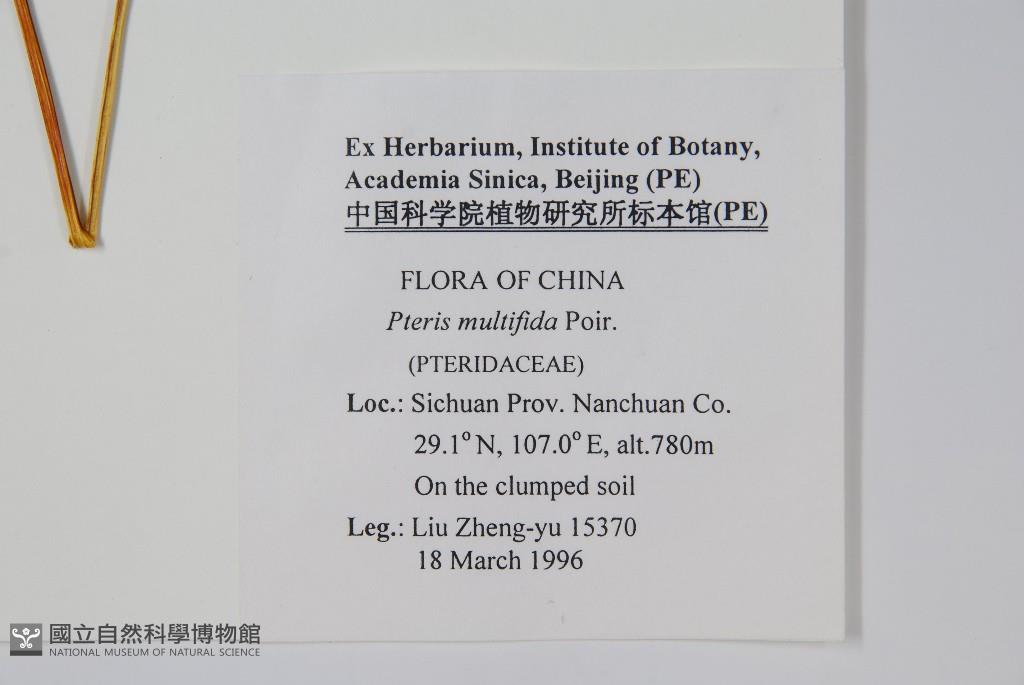 Ex Herbarium, Institute of Botany,
Academia Sinica, Beijing (PE)
中国科学院植物研究所标本馆(PE)
FLORA OF CHINA
Pteris multifida Poir.
(PTERIDACEAE)
Loc.: Sichuan Prov. Nanchuan Co.
29.1° N, 107.0° E, alt.780m
On the clumped soil
Leg.: Liu Zheng-yu 15370
18 March 1996
國立自然科學博物館
NATIONAL MUSEUM OF NATURAL SCIENCE